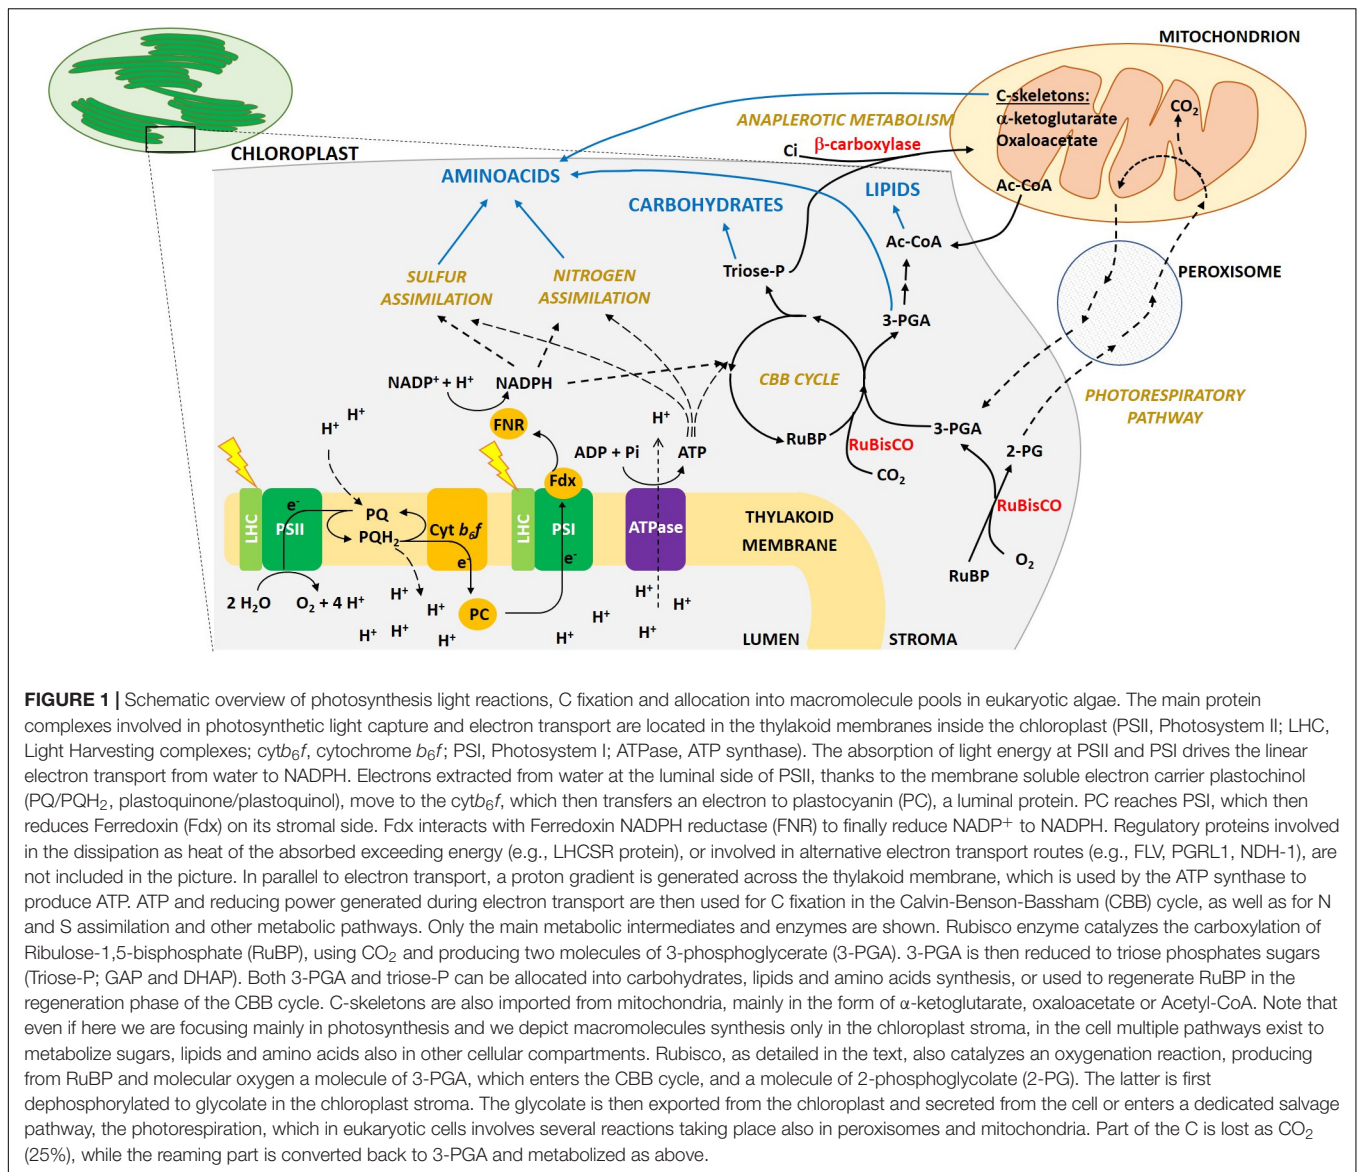 MITOCHONDRION
C-skeletons:
α-ketoglutarate
Oxaloacetate
CO2
ANAPLEROTIC METABOLISM
Ci
β-carboxylase
CHLOROPLAST
AMINOACIDS
CARBOHYDRATES
LIPIDS
Ac-CoA
Ac-CoA
Triose-P
PEROXISOME
SULFUR
ASSIMILATION
NITROGEN
ASSIMILATION
3-PGA
NADP+ + H+
NADPH
CBB CYCLE
PHOTORESPIRATORY
PATHWAY
H+
H+
FNR
H+
RuBP
RuBisCO
3-PGA
2-PG
ADP + Pi
ATP
Fdx
CO2
LHC
PSII
e-
PQ
PQH2
Cyt b6f
e-
LHC
PSI
e-
ATPase
THYLAKOID
MEMBRANE
RuBisCO
RuBP
O2
2 H2O
O2 + 4 H+
H+
H+
PC
H+
H+
H+
H+
H+
H+
H+
H+
H+
LUMEN
STROMA
FIGURE 1 | Schematic overview of photosynthesis light reactions, C fixation and allocation into macromolecule pools in eukaryotic algae. The main protein
complexes involved in photosynthetic light capture and electron transport are located in the thylakoid membranes inside the chloroplast (PSII, Photosystem II; LHC,
Light Harvesting complexes; cytb6f, cytochrome b6f; PSI, Photosystem I; ATPase, ATP synthase). The absorption of light energy at PSII and PSI drives the linear
electron transport from water to NADPH. Electrons extracted from water at the luminal side of PSII, thanks to the membrane soluble electron carrier plastochinol
(PQ/PQH2, plastoquinone/plastoquinol), move to the cytb6f, which then transfers an electron to plastocyanin (PC), a luminal protein. PC reaches PSI, which then
reduces Ferredoxin (Fdx) on its stromal side. Fdx interacts with Ferredoxin NADPH reductase (FNR) to finally reduce NADP+ to NADPH. Regulatory proteins involved
in the dissipation as heat of the absorbed exceeding energy (e.g., LHCSR protein), or involved in alternative electron transport routes (e.g., FLV, PGRL1, NDH-1), are
not included in the picture. In parallel to electron transport, a proton gradient is generated across the thylakoid membrane, which is used by the ATP synthase to
produce ATP. ATP and reducing power generated during electron transport are then used for C fixation in the Calvin-Benson-Bassham (CBB) cycle, as well as for N
and S assimilation and other metabolic pathways. Only the main metabolic intermediates and enzymes are shown. Rubisco enzyme catalyzes the carboxylation of
Ribulose-1,5-bisphosphate (RuBP), using CO2 and producing two molecules of 3-phosphoglycerate (3-PGA). 3-PGA is then reduced to triose phosphates sugars
(Triose-P; GAP and DHAP). Both 3-PGA and triose-P can be allocated into carbohydrates, lipids and amino acids synthesis, or used to regenerate RuBP in the
regeneration phase of the CBB cycle. C-skeletons are also imported from mitochondria, mainly in the form of α-ketoglutarate, oxaloacetate or Acetyl-CoA. Note that
even if here we are focusing mainly in photosynthesis and we depict macromolecules synthesis only in the chloroplast stroma, in the cell multiple pathways exist to
metabolize sugars, lipids and amino acids also in other cellular compartments. Rubisco, as detailed in the text, also catalyzes an oxygenation reaction, producing
from RuBP and molecular oxygen a molecule of 3-PGA, which enters the CBB cycle, and a molecule of 2-phosphoglycolate (2-PG). The latter is first
dephosphorylated to glycolate in the chloroplast stroma. The glycolate is then exported from the chloroplast and secreted from the cell or enters a dedicated salvage
pathway, the photorespiration, which in eukaryotic cells involves several reactions taking place also in peroxisomes and mitochondria. Part of the C is lost as CO2
(25%), while the reaming part is converted back to 3-PGA and metabolized as above.